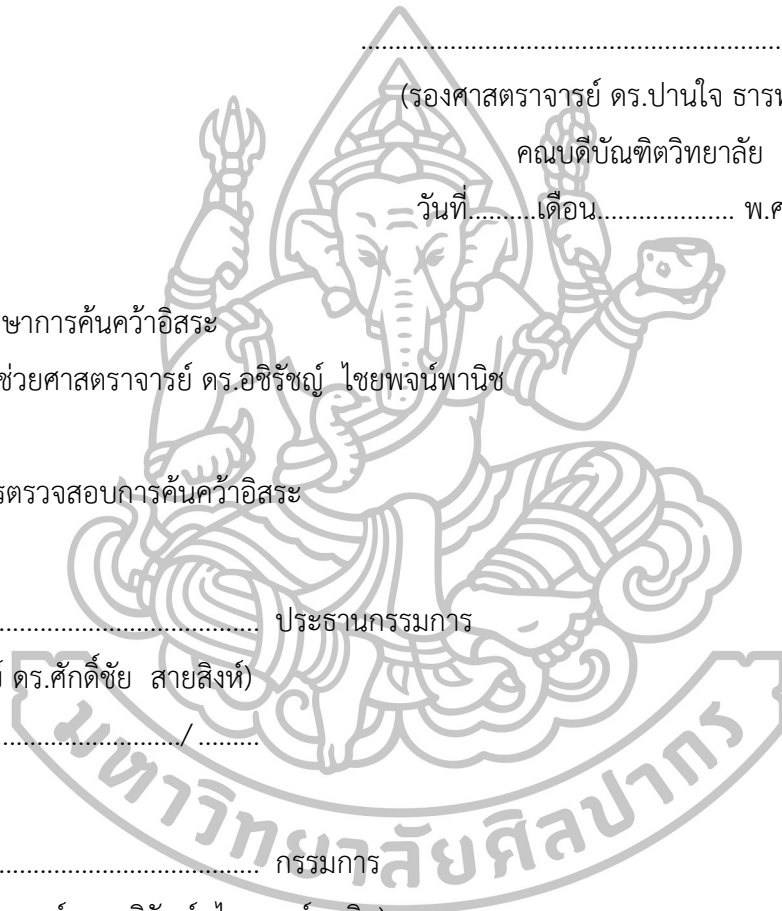 (รองศาสตราจารย์ ดร.ปานใจ
คณบดีบัณฑิตวิทยาลัย
วันที่..........เดือน.................... พ.ศ
ษาการค้นคว้าอิสระ
ช่วยศาสตราจารย์ ดร.อชิรัชญ์ ไชยพจน์พานิช
รตรวจสอบการค้นคว้าอิสระ
...................................... ประธานกรรมการ
ดร.ศักดิ์ชัย สายสิงห์)
.........................../ .........
...................................... กรรมการ
มหาวิทยาลัยศิลปากร